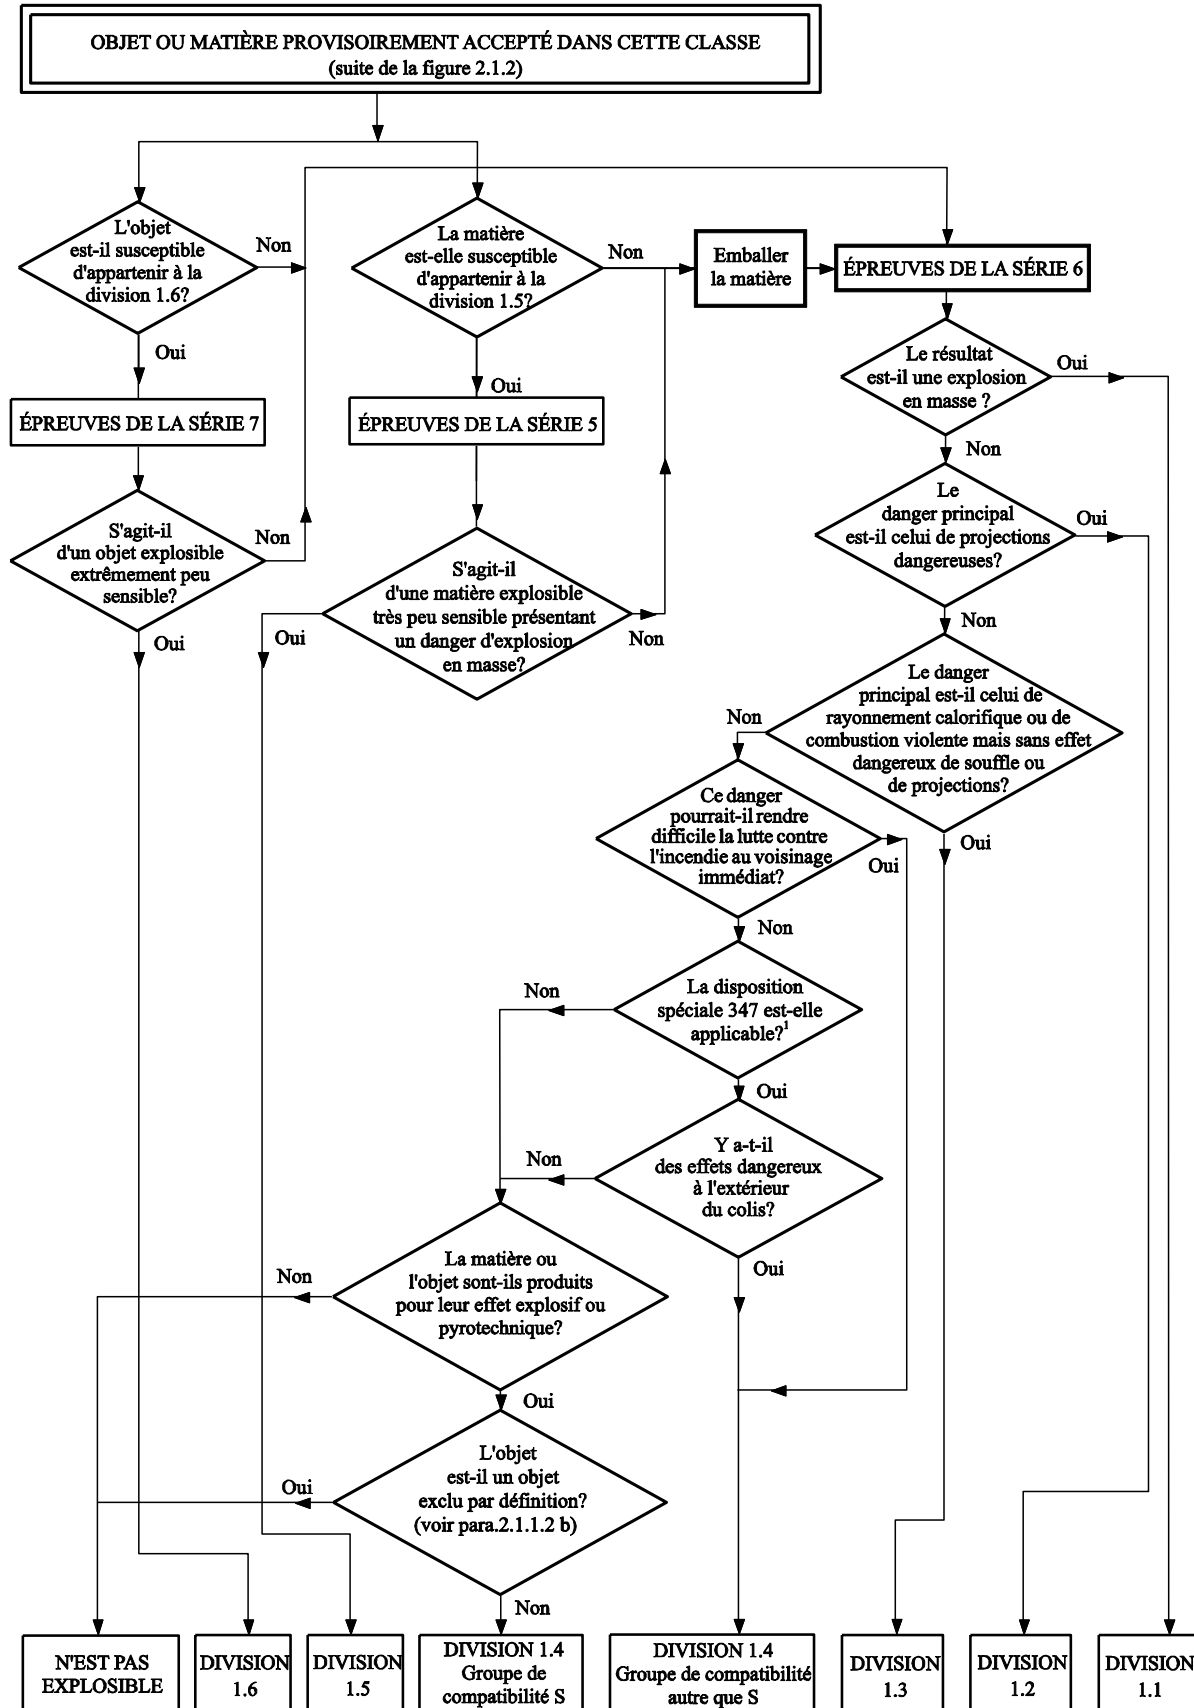 OBJET OU MATIÈRE PROVISOIREMENT ACCEPTÉ DANS CETTE CLASSE
(suite de la figure 2.1.2)
L'objet
est-il susceptible
d'appartenir à la
division 1.6?
Non
Oui
La matière
est-elle susceptible
d'appartenir à la
division 1.5?
Non
Oui
Emballer
la matière
ÉPREUVES DE LA SÉRIE 6
Le résultat
est-il une explosion
en masse ?
Oui
Non
ÉPREUVES DE LA SÉRIE 7
ÉPREUVES DE LA SÉRIE 5
S'agit-il
d'un objet explosible
extrêmement peu
sensible?
Non
Oui
S'agit-il
d'une matière explosible
très peu sensible présentant
un danger d'explosion
en masse?
Oui
Non
Le
danger principal
est-il celui de projections
dangereuses?
Oui
Non
Le danger
principal est-il celui de
rayonnement calorifique ou de
combustion violente mais sans effet
dangereux de souffle ou
de projections?
Non
Oui
Ce danger
pourrait-il rendre
difficile la lutte contre
l'incendie au voisinage
immédiat?
Oui
Non
La disposition
spéciale 347 est-elle
applicable?¹
Non
Oui
Y a-t-il
des effets dangereux
à l'extérieur
du colis?
Non
Oui
La matière ou
l'objet sont-ils produits
pour leur effet explosif ou
pyrotechnique?
Non
Oui
L'objet
est-il un objet
exclu par définition?
(voir para.2.1.1.2 b)
Oui
Non
N'EST PAS
EXPLOSIBLE
DIVISION
1.6
DIVISION
1.5
DIVISION 1.4
Groupe de
compatibilité S
DIVISION 1.4
Groupe de compatibilité
autre que S
DIVISION
1.3
DIVISION
1.2
DIVISION
1.1